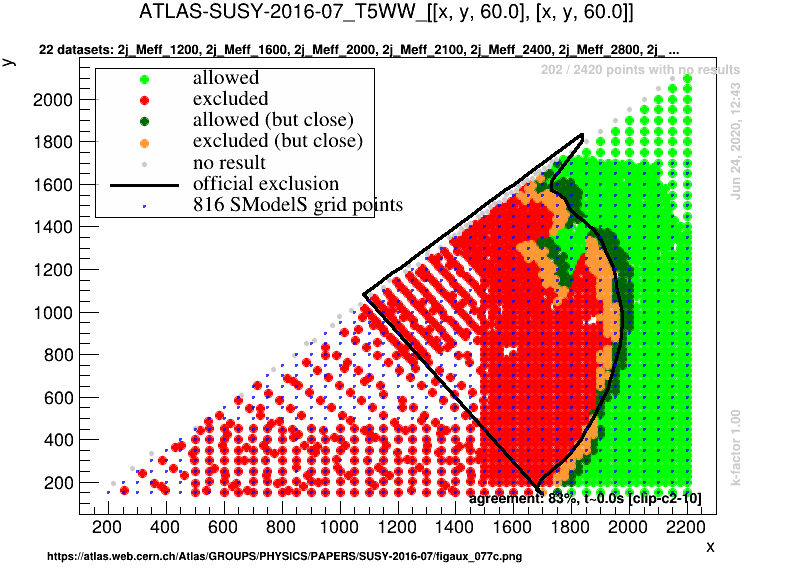 ATLAS-SUSY-2016-07_T5WW_[[x, y, 60.0], [x, y, 60.0]]
22 datasets: 2j_Meff_1200, 2j_Meff_1600, 2j_Meff_2000, 2j_Meff_2100, 2j_Meff_2400, 2j_Meff_2800, 2j_ ...
y
202 / 2420 points with no results
allowed
excluded
allowed (but close)
excluded (but close)
no result
official exclusion
816 SModelS grid points
Jun 24, 2020, 12:43
k-factor 1.00
2000
1800
1600
1400
1200
1000
800
600
400
200
agreement: 83%, t~0.0s [clip-c2-10]
200 400 600 800 1000 1200 1400 1600 1800 2000 2200
x
https://atlas.web.cern.ch/Atlas/GROUPS/PHYSICS/PAPERS/SUSY-2016-07/figaux_077c.png